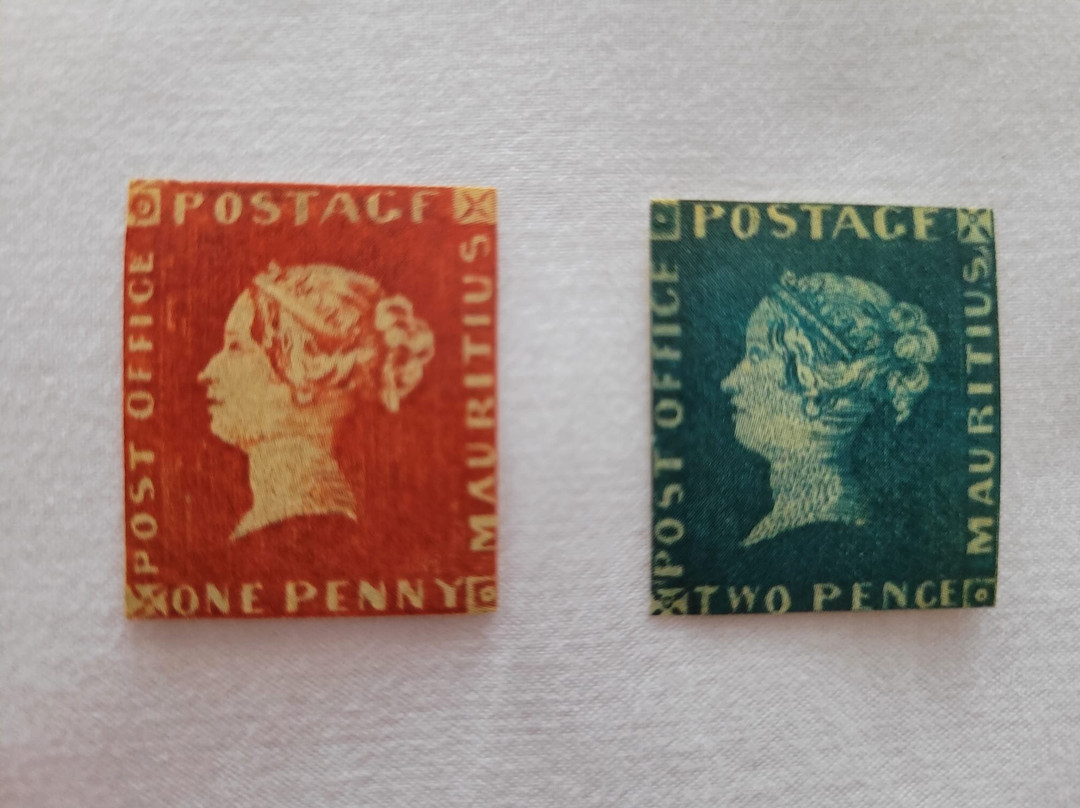 POSTAGE
POST OFFICE
MAURITIUS
ONE PENNY
POSTAGE
POST OFFICE
MAURITIUS
TWO PENCE